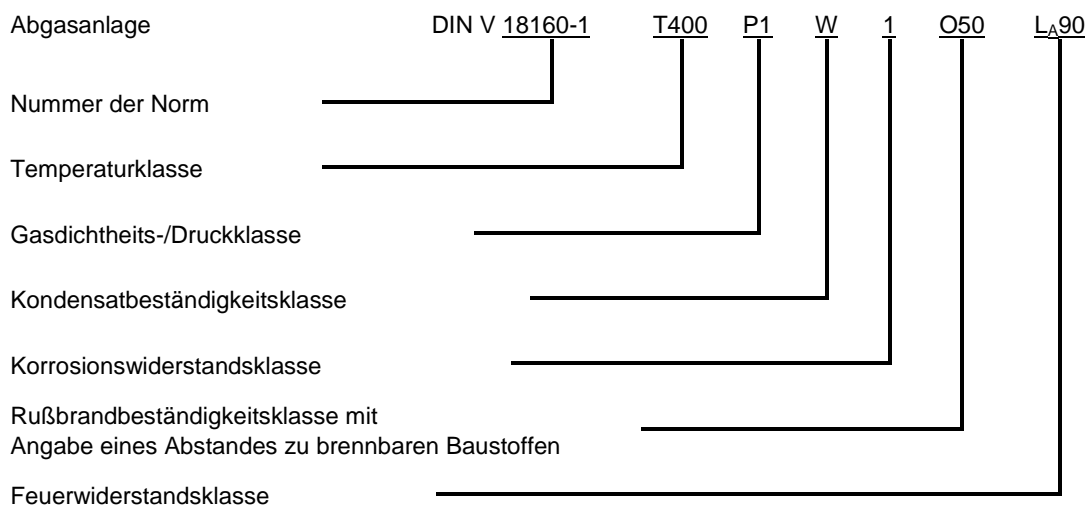 Abgasanlage DIN V 18160-1 T400 P1 W 1 O50 LA90
Nummer der Norm
Temperaturklasse
Gasdichtheits-/Druckklasse
Kondensatbeständigkeitsklasse
Korrosionswiderstandsklasse
Rußbrandbeständigkeitsklasse mit
Angabe eines Abstandes zu brennbaren Baustoffen
Feuerwiderstandsklasse